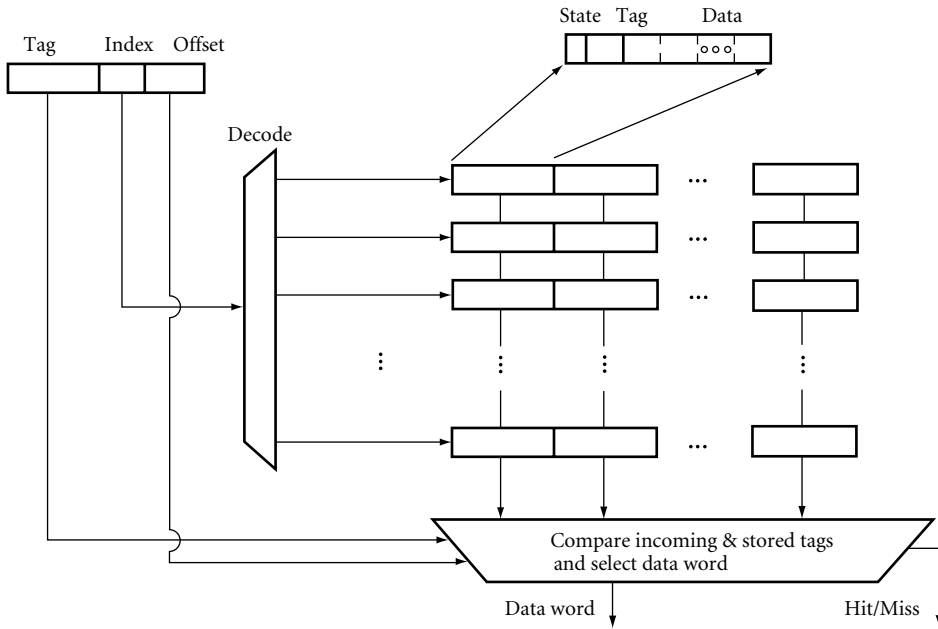 State Tag Data
Tag Index Offset
Decode
...
...
...
...
Compare incoming & stored tags
and select data word
Data word
Hit/Miss